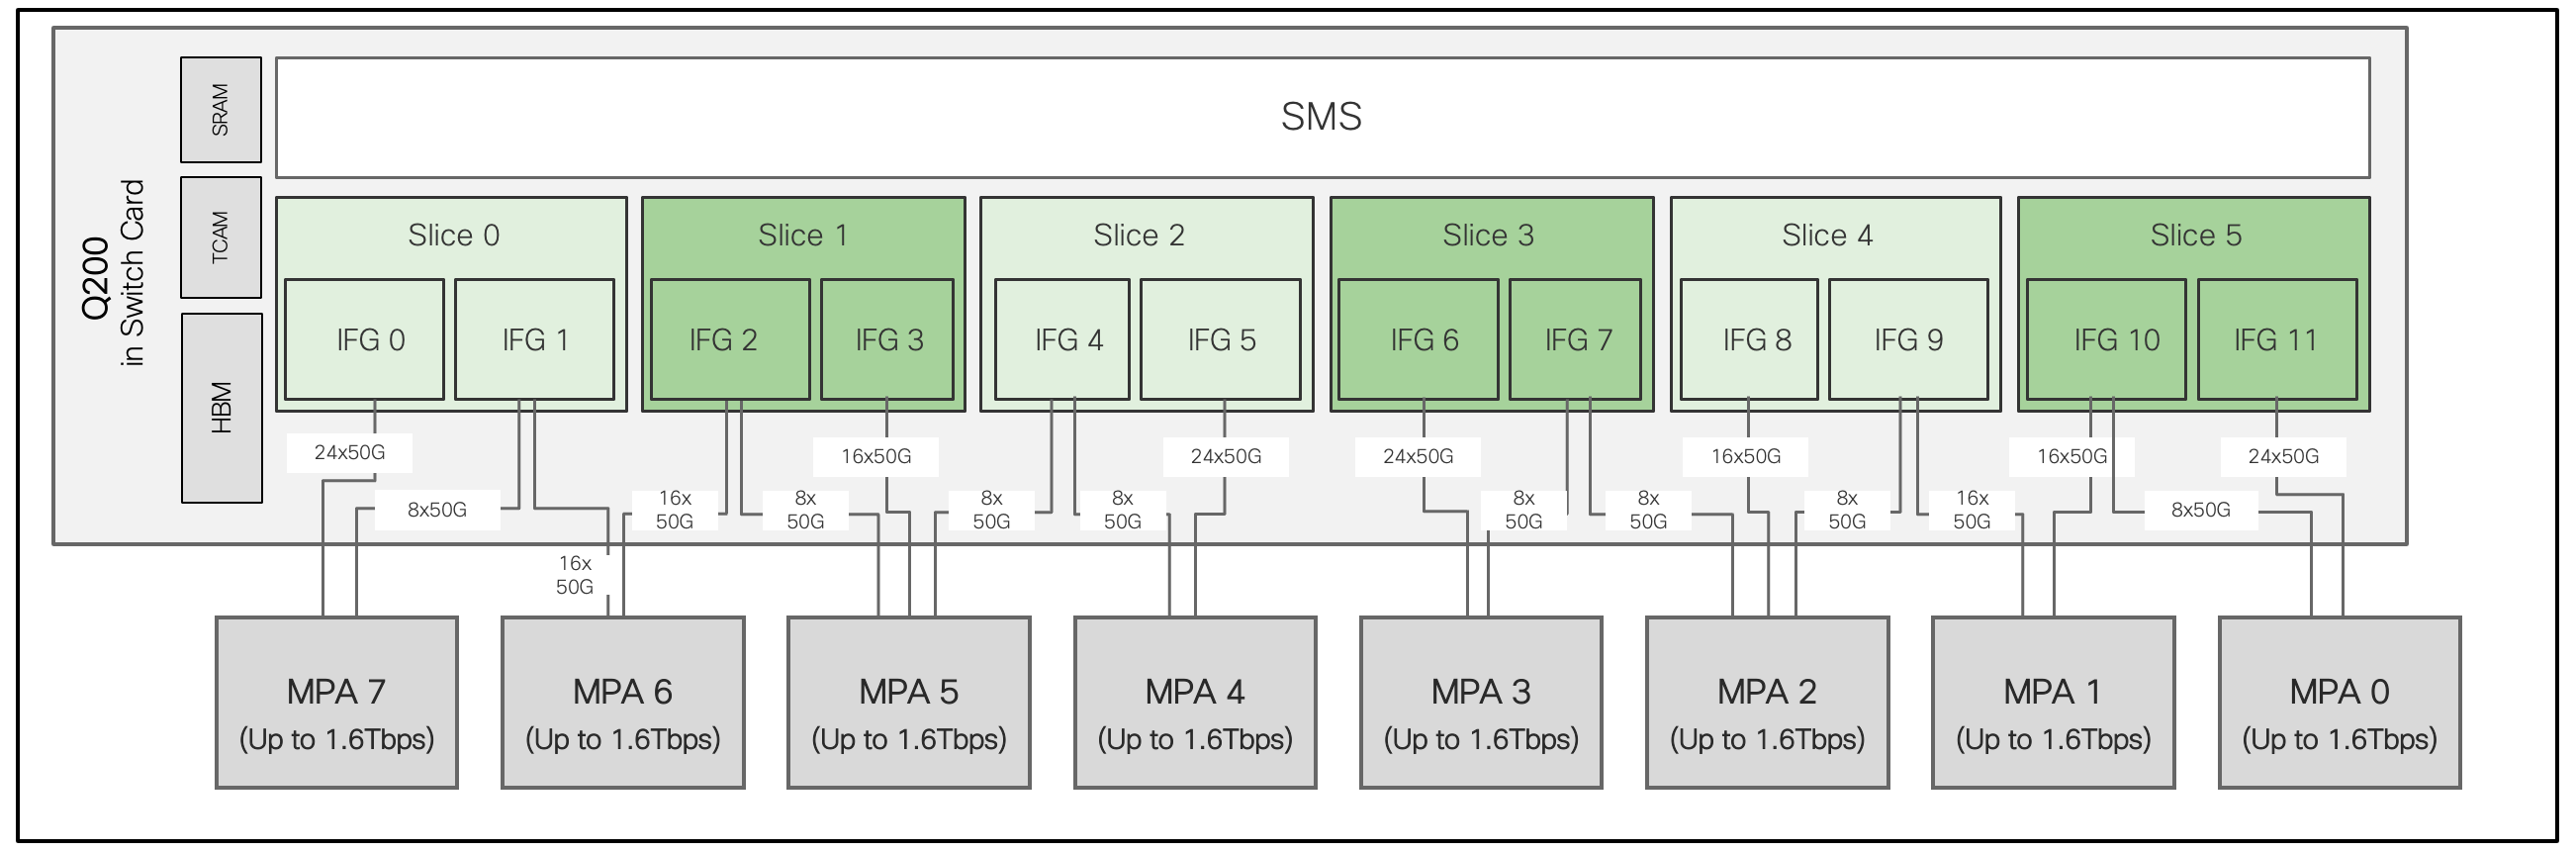 SMS
SRAM
TCAM
HBM
Q200
in Switch Card
Slice 0
Slice 1
Slice 2
Slice 3
Slice 4
Slice 5
IFG 0
IFG 1
IFG 2
IFG 3
IFG 4
IFG 5
IFG 6
IFG 7
IFG 8
IFG 9
IFG 10
IFG 11
24x50G
16x50G
24x50G
24x50G
16x50G
16x50G
24x50G
8x50G
16x
50G
8x
50G
8x
50G
8x
50G
8x
50G
8x
50G
8x
50G
16x
50G
8x50G
16x
50G
MPA 7
(Up to 1.6Tbps)
MPA 6
(Up to 1.6Tbps)
MPA 5
(Up to 1.6Tbps)
MPA 4
(Up to 1.6Tbps)
MPA 3
(Up to 1.6Tbps)
MPA 2
(Up to 1.6Tbps)
MPA 1
(Up to 1.6Tbps)
MPA 0
(Up to 1.6Tbps)